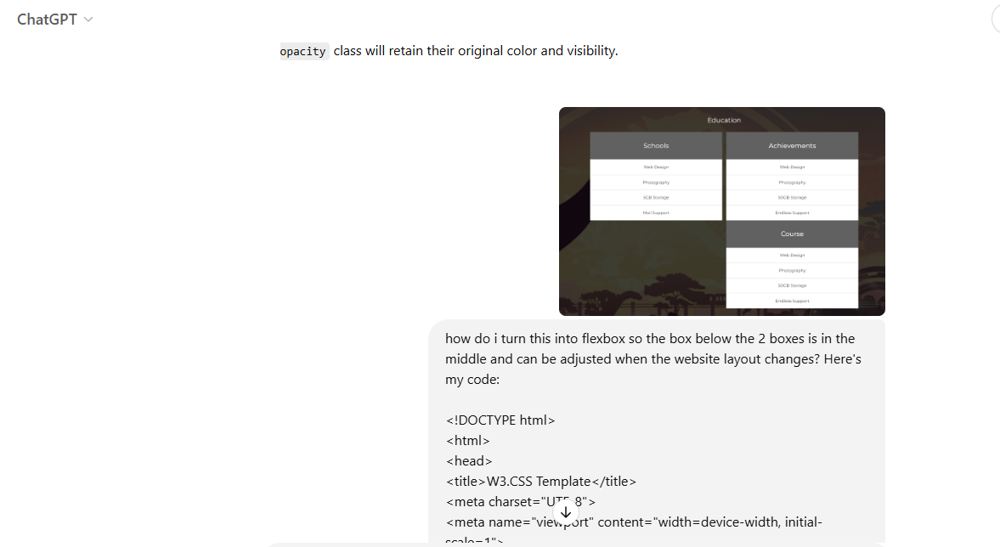 ChatGPT
opacity class will retain their original color and visibility.
Education
Schools
Web Design
Photography
5GB Storage
Mail Support
Achievements
Web Design
Photography
50GB Storage
Endless Support
Course
Web Design
Photography
50GB Storage
Endless Support
how do i turn this into flexbox so the box below the 2 boxes is in the
middle and can be adjusted when the website layout changes? Here's
my code:
<!DOCTYPE html>
<html>
<head>
<title>W3.CSS Template</title>
<meta charset="UTF-8">
<meta name="viewport" content="width=device-width, initial-
scale=1">